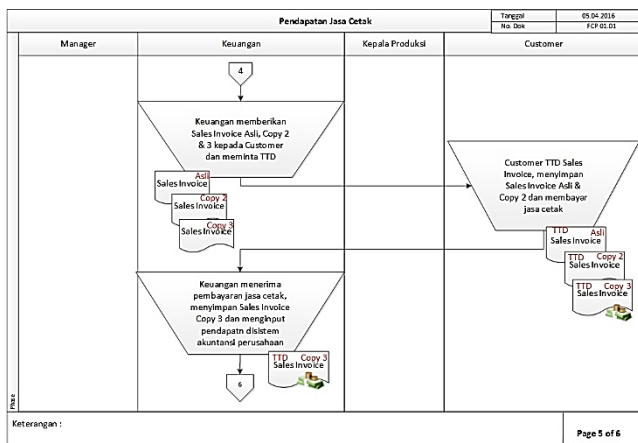 Pendapatan Jasa Cetak
Tanggal
05.04.2016
No. Dok
FCP 01.01
Manager
Keuangan
Kepala Produksi
Customer
4
Keuangan memberikan
Sales Invoice Asli, Copy 2
& 3 kepada Customer
dan meminta TTD
Asli
Sales Invoice
Copy 2
Sales Invoice
Copy 3
Sales Invoice
Customer TTD Sales
Invoice, menyimpan
Sales Invoice Asli &
Copy 2 dan membayar
jasa cetak
TTD Asli
Sales Invoice
TTD Copy 2
Sales Invoice
TTD Copy 3
Sales Invoice
Keuangan menerima
pembayaran jasa cetak,
menyimpan Sales Invoice
Copy 3 dan menginput
pendapatn disistem
akuntansi perusahaan
TTD Copy 3
Sales Invoice
6
Phase
Keterangan :
Page 5 of 6